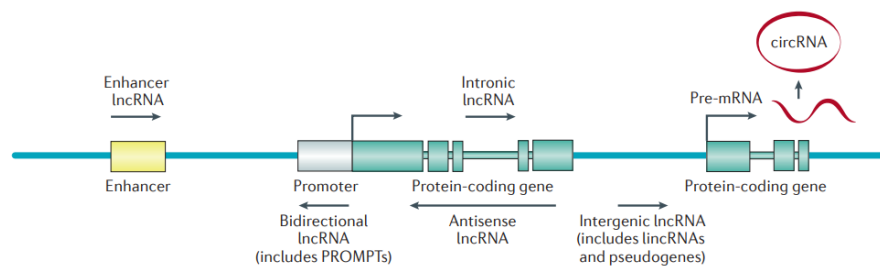 circRNA
Enhancer
lncRNA
Intronic
lncRNA
Pre-mRNA
Enhancer
Promoter
Protein-coding gene
Protein-coding gene
Bidirectional
lncRNA
(includes PROMPTs)
Antisense
lncRNA
Intergenic lncRNA
(includes lincRNAs
and pseudogenes)